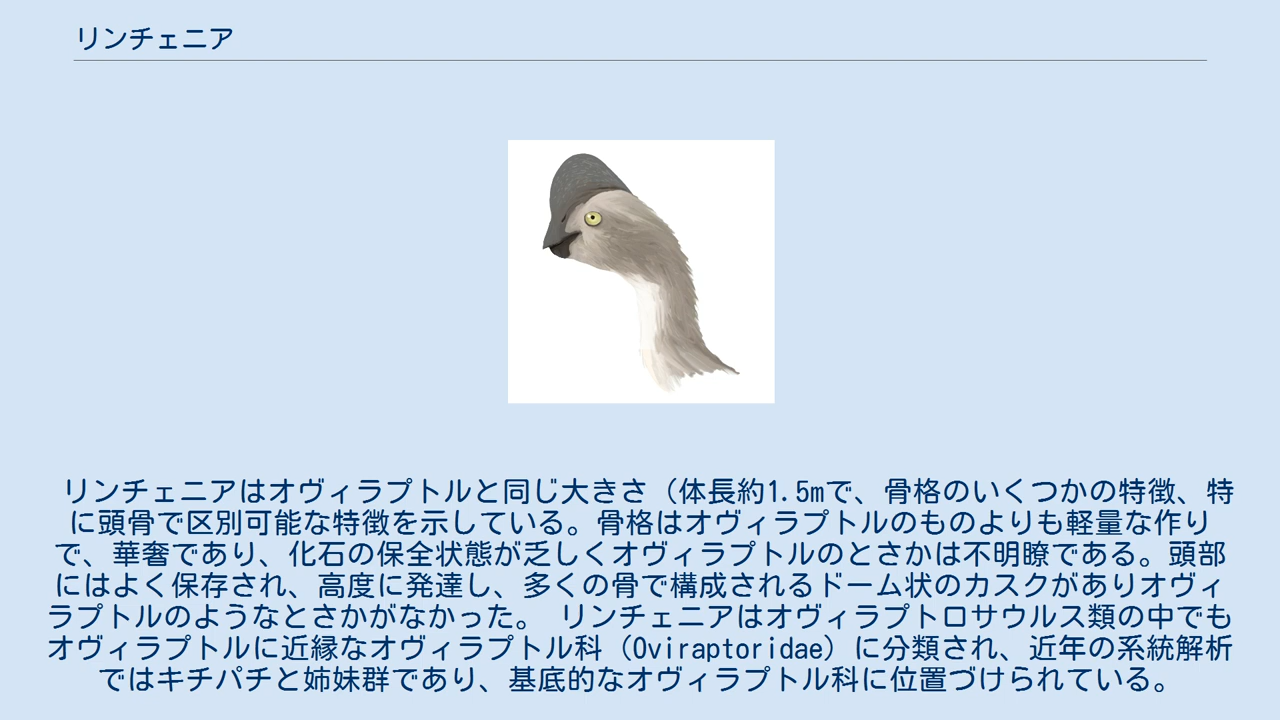 リンチェニア
リンチェニアはオヴィラプトルと同じ大きさ（体長約1.5mで、骨格のいくつかの特徴、特
に頭骨で区別可能な特徴を示している。骨格はオヴィラプトルのものよりも軽量な作り
で、華奢であり、化石の保全状態が乏しくオヴィラプトルのとさかは不明瞭である。頭部
にはよく保存され、高度に発達し、多くの骨で構成されるドーム状のカスクがありオヴィ
ラプトルのようなとさかがなかった。 リンチェニアはオヴィラプトロサウルス類の中でも
オヴィラプトルに近縁なオヴィラプトル科（Oviraptoridae）に分類され、近年の系統解析
ではキチパチと姉妹群であり、基底的なオヴィラプトル科に位置づけられている。